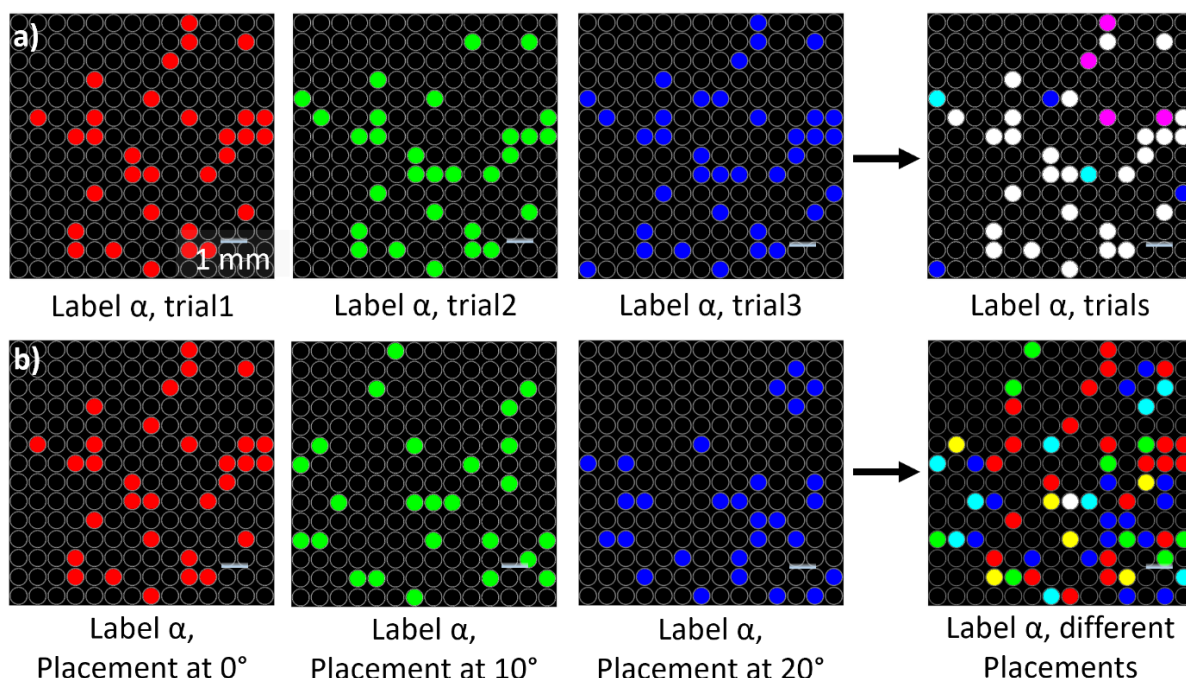 a)
1 mm
Label α, trial1
Label α, trial2
Label α, trial3
Label α, trials
b)
Label α,
Placement at 0°
Label α,
Placement at 10°
Label α,
Placement at 20°
Label α, different
Placements